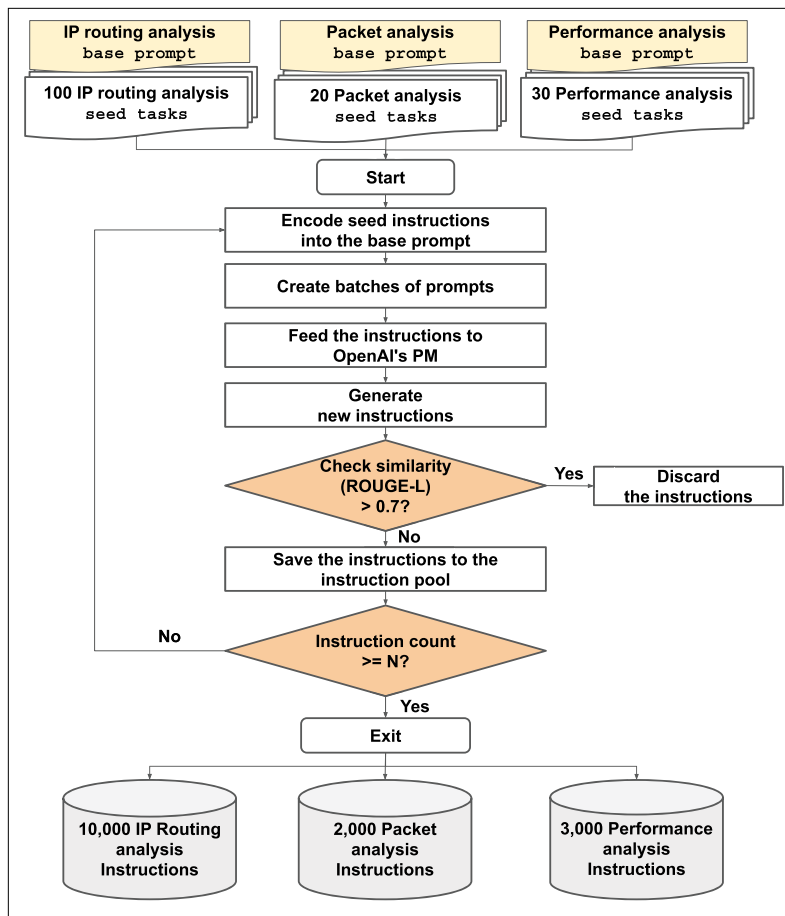 IP routing analysis
base prompt
Packet analysis
base prompt
Performance analysis
base prompt
100 IP routing analysis
seed tasks
20 Packet analysis
seed tasks
30 Performance analysis
seed tasks
Start
Encode seed instructions
into the base prompt
Create batches of prompts
Feed the instructions to
OpenAI's PM
Generate
new instructions
Check similarity
(ROUGE-L)
> 0.7?
Yes
Discard
the instructions
No
Save the instructions to the
instruction pool
Instruction count
>= N?
No
Yes
Exit
10,000 IP Routing
analysis
Instructions
2,000 Packet
analysis
Instructions
3,000 Performance
analysis
Instructions